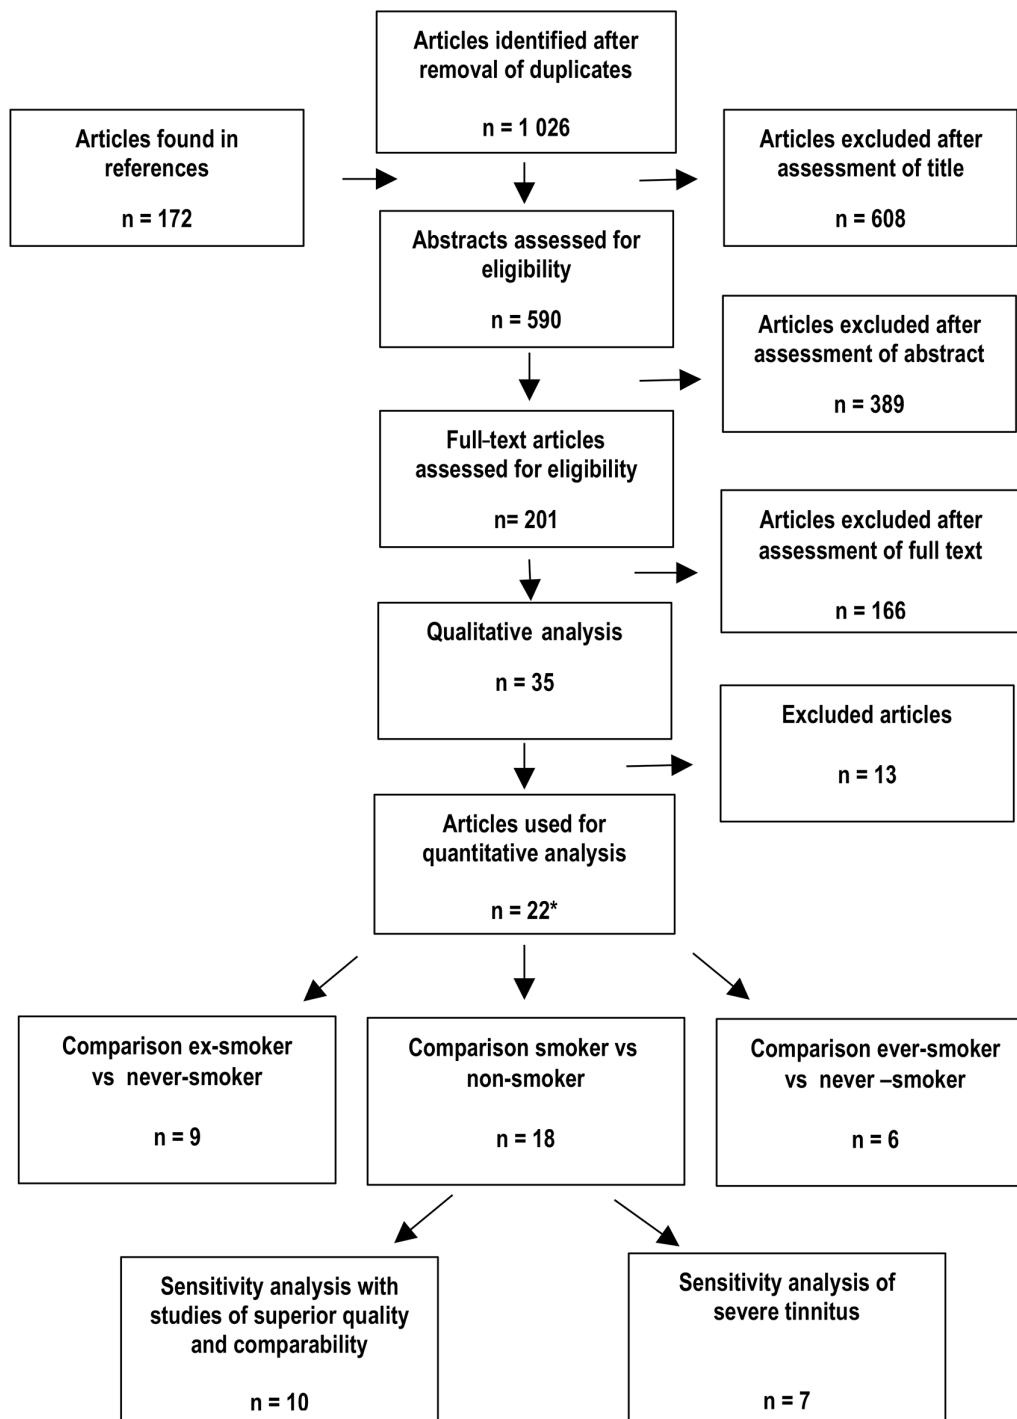 Articles identified after
removal of duplicates
n = 1 026
Articles found in
references
n = 172
Articles excluded after
assessment of title
n = 608
Abstracts assessed for
eligibility
n = 590
Articles excluded after
assessment of abstract
n = 389
Full-text articles
assessed for eligibility
n= 201
Articles excluded after
assessment of full text
n = 166
Qualitative analysis
n = 35
Excluded articles
n = 13
Articles used for
quantitative analysis
n = 22*
Comparison ex-smoker
vs never-smoker
n = 9
Comparison smoker vs
non-smoker
n = 18
Comparison ever-smoker
vs never –smoker
n = 6
Sensitivity analysis with
studies of superior quality
and comparability
n = 10
Sensitivity analysis of
severe tinnitus
n = 7